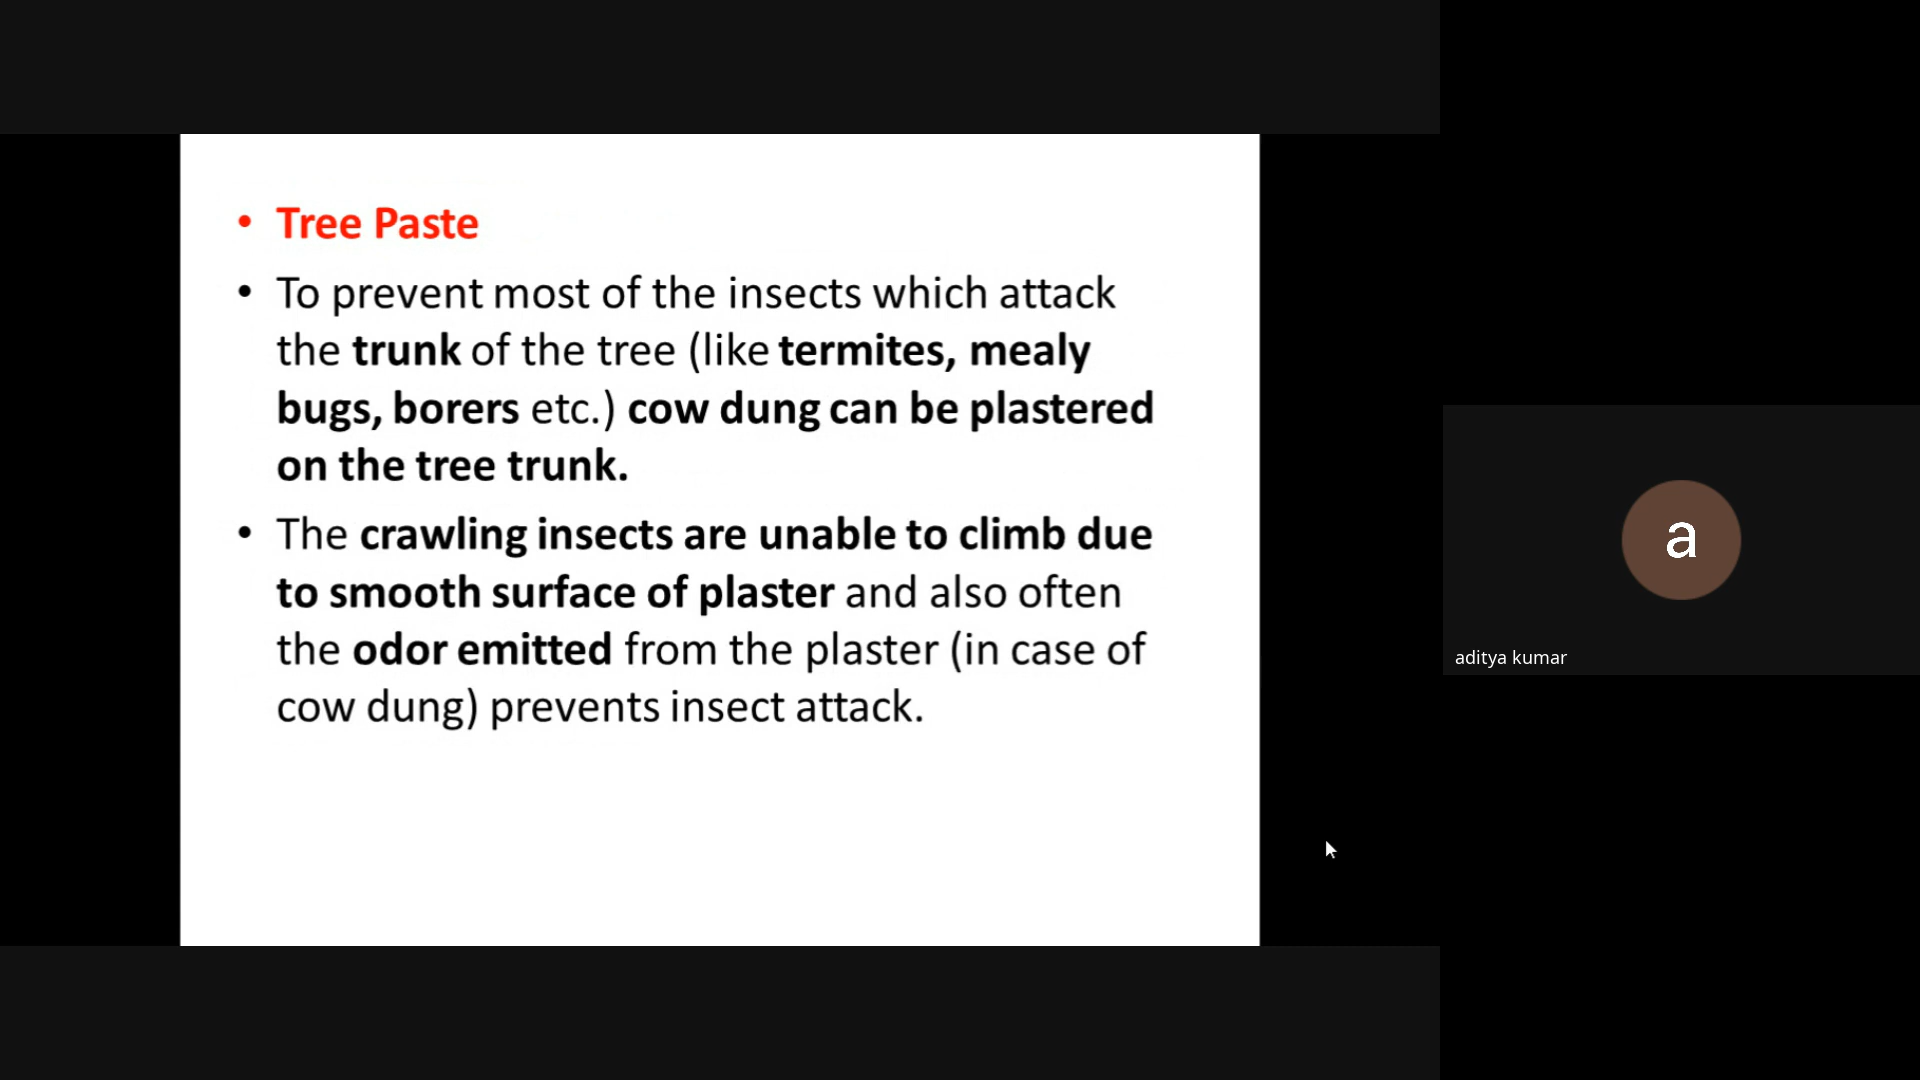 • Tree Paste
• To prevent most of the insects which attack
the trunk of the tree (like termites, mealy
bugs, borers etc.) cow dung can be plastered
on the tree trunk.
• The crawling insects are unable to climb due
to smooth surface of plaster and also often
the odor emitted from the plaster (in case of
cow dung) prevents insect attack.
a
aditya kumar